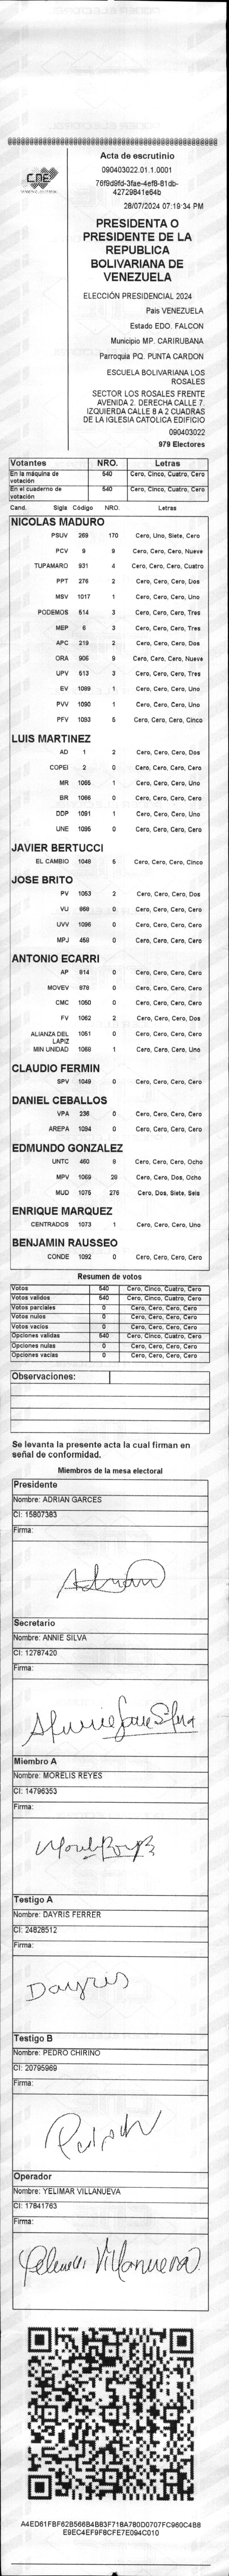 CNE
Acta de escrutinio
090403022.01.1.0001
76f9d9fd-3fae-4ef8-81db-
42729841e64b
28/07/2024 07:19:34 PM
PRESIDENTA O
PRESIDENTE DE LA
REPUBLICA
BOLIVARIANA DE
VENEZUELA
ELECCIÓN PRESIDENCIAL 2024
País VENEZUELA
Estado EDO. FALCON
Municipio MP. CARIRUBANA
Parroquia PQ. PUNTA CARDON
ESCUELA BOLIVARIANA LOS
ROSALES
SECTOR LOS ROSALES FRENTE
AVENIDA 2. DERECHA CALLE 7.
IZQUIERDA CALLE 8 A 2 CUADRAS
DE LA IGLESIA CATOLICA EDIFICIO
090403022
979 Electores
Votantes NRO. Letras
En la máquina de votación 540 Cero, Cinco, Cuatro, Cero
En el cuaderno de votación 540 Cero, Cinco, Cuatro, Cero
Cand. Sigla Código NRO. Letras
NICOLAS MADURO
PSUV 269 170 Cero, Uno, Siete, Cero
PCV 9 9 Cero, Cero, Cero, Nueve
TUPAMARO 931 4 Cero, Cero, Cero, Cuatro
PPT 276 2 Cero, Cero, Cero, Dos
MSV 1017 1 Cero, Cero, Cero, Uno
PODEMOS 514 3 Cero, Cero, Cero, Tres
MEP 6 3 Cero, Cero, Cero, Tres
APC 219 2 Cero, Cero, Cero, Dos
ORA 906 9 Cero, Cero, Cero, Nueve
UPV 513 3 Cero, Cero, Cero, Tres
EV 1089 1 Cero, Cero, Cero, Uno
PVV 1090 1 Cero, Cero, Cero, Uno
PFV 1093 5 Cero, Cero, Cero, Cinco
LUIS MARTINEZ
AD 1 2 Cero, Cero, Cero, Dos
COPEI 2 0 Cero, Cero, Cero, Cero
MR 1065 1 Cero, Cero, Cero, Uno
BR 1066 0 Cero, Cero, Cero, Cero
DDP 1091 1 Cero, Cero, Cero, Uno
UNE 1095 0 Cero, Cero, Cero, Cero
JAVIER BERTUCCI
EL CAMBIO 1048 5 Cero, Cero, Cero, Cinco
JOSE BRITO
PV 1053 2 Cero, Cero, Cero, Dos
VU 868 0 Cero, Cero, Cero, Cero
UVV 1096 0 Cero, Cero, Cero, Cero
MPJ 458 0 Cero, Cero, Cero, Cero
ANTONIO ECARRI
AP 814 0 Cero, Cero, Cero, Cero
MOVEV 878 0 Cero, Cero, Cero, Cero
CMC 1050 0 Cero, Cero, Cero, Cero
FV 1062 2 Cero, Cero, Cero, Dos
ALIANZA DEL LAPIZ 1051 0 Cero, Cero, Cero, Cero
MIN UNIDAD 1068 1 Cero, Cero, Cero, Uno
CLAUDIO FERMIN
SPV 1049 0 Cero, Cero, Cero, Cero
DANIEL CEBALLOS
VPA 236 0 Cero, Cero, Cero, Cero
AREPA 1094 0 Cero, Cero, Cero, Cero
EDMUNDO GONZALEZ
UNTC 460 8 Cero, Cero, Cero, Ocho
MPV 1069 28 Cero, Cero, Dos, Ocho
MUD 1075 276 Cero, Dos, Siete, Seis
ENRIQUE MARQUEZ
CENTRADOS 1073 1 Cero, Cero, Cero, Uno
BENJAMIN RAUSSEO
CONDE 1092 0 Cero, Cero, Cero, Cero
Resumen de votos
Votos 540 Cero, Cinco, Cuatro, Cero
Votos validos 540 Cero, Cinco, Cuatro, Cero
Votos parciales 0 Cero, Cero, Cero, Cero
Votos nulos 0 Cero, Cero, Cero, Cero
Votos vacios 0 Cero, Cero, Cero, Cero
Opciones validas 540 Cero, Cinco, Cuatro, Cero
Opciones nulas 0 Cero, Cero, Cero, Cero
Opciones vacias 0 Cero, Cero, Cero, Cero
Observaciones:
Se levanta la presente acta la cual firman en
señal de conformidad.
Miembros de la mesa electoral
Presidente
Nombre: ADRIAN GARCES
CI: 15807383
Firma:
Adrian
Secretario
Nombre: ANNIE SILVA
CI: 12787420
Firma:
Miembro A
Nombre: MORELIS REYES
CI: 14796353
Firma:
Testigo A
Nombre: DAYRIS FERRER
CI: 24628512
Firma:
Dayris
Testigo B
Nombre: PEDRO CHIRINO
CI: 20795969
Firma:
Operador
Nombre: YELIMAR VILLANUEVA
CI: 17841763
Firma:
Yelimar Villanueva
A4ED61FBF62B566B4B83F718A780D0707FC960C4B8
E9EC4EF9F8CFE7E094C010